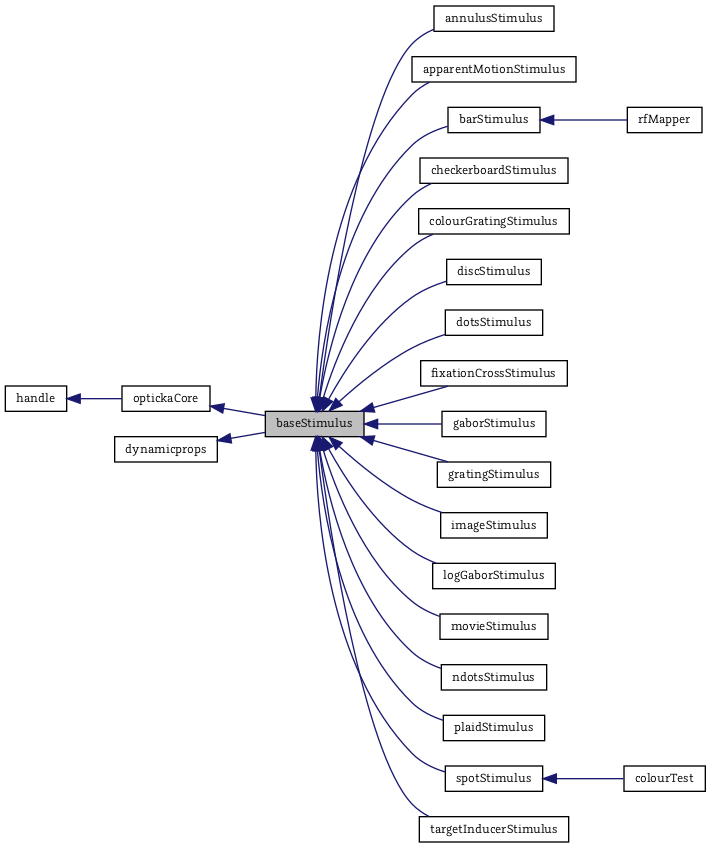 annulusStimulus
apparentMotionStimulus
barStimulus
rfMapper
checkerboardStimulus
colourGratingStimulus
discStimulus
dotsStimulus
fixationCrossStimulus
handle
optickaCore
baseStimulus
gaborStimulus
dynamicprops
gratingStimulus
imageStimulus
logGaborStimulus
movieStimulus
ndotsStimulus
plaidStimulus
spotStimulus
colourTest
targetInducerStimulus